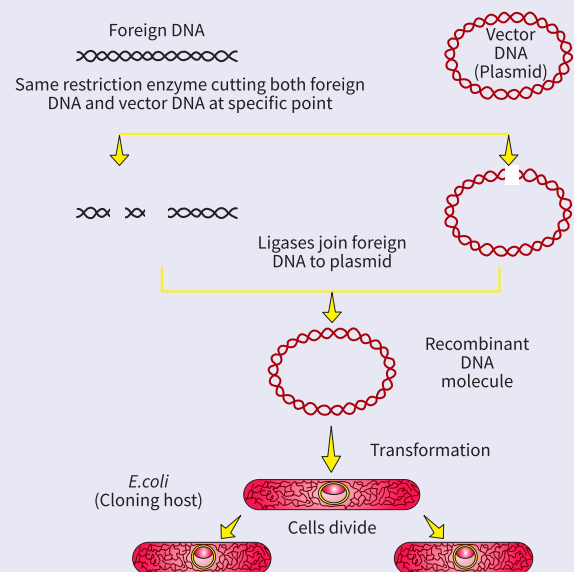 Foreign DNA
Vector
DNA
(Plasmid)
Same restriction enzyme cutting both foreign
DNA and vector DNA at specific point
Ligases join foreign
DNA to plasmid
Recombinant
DNA
molecule
Transformation
E.coli
(Cloning host)
Cells divide